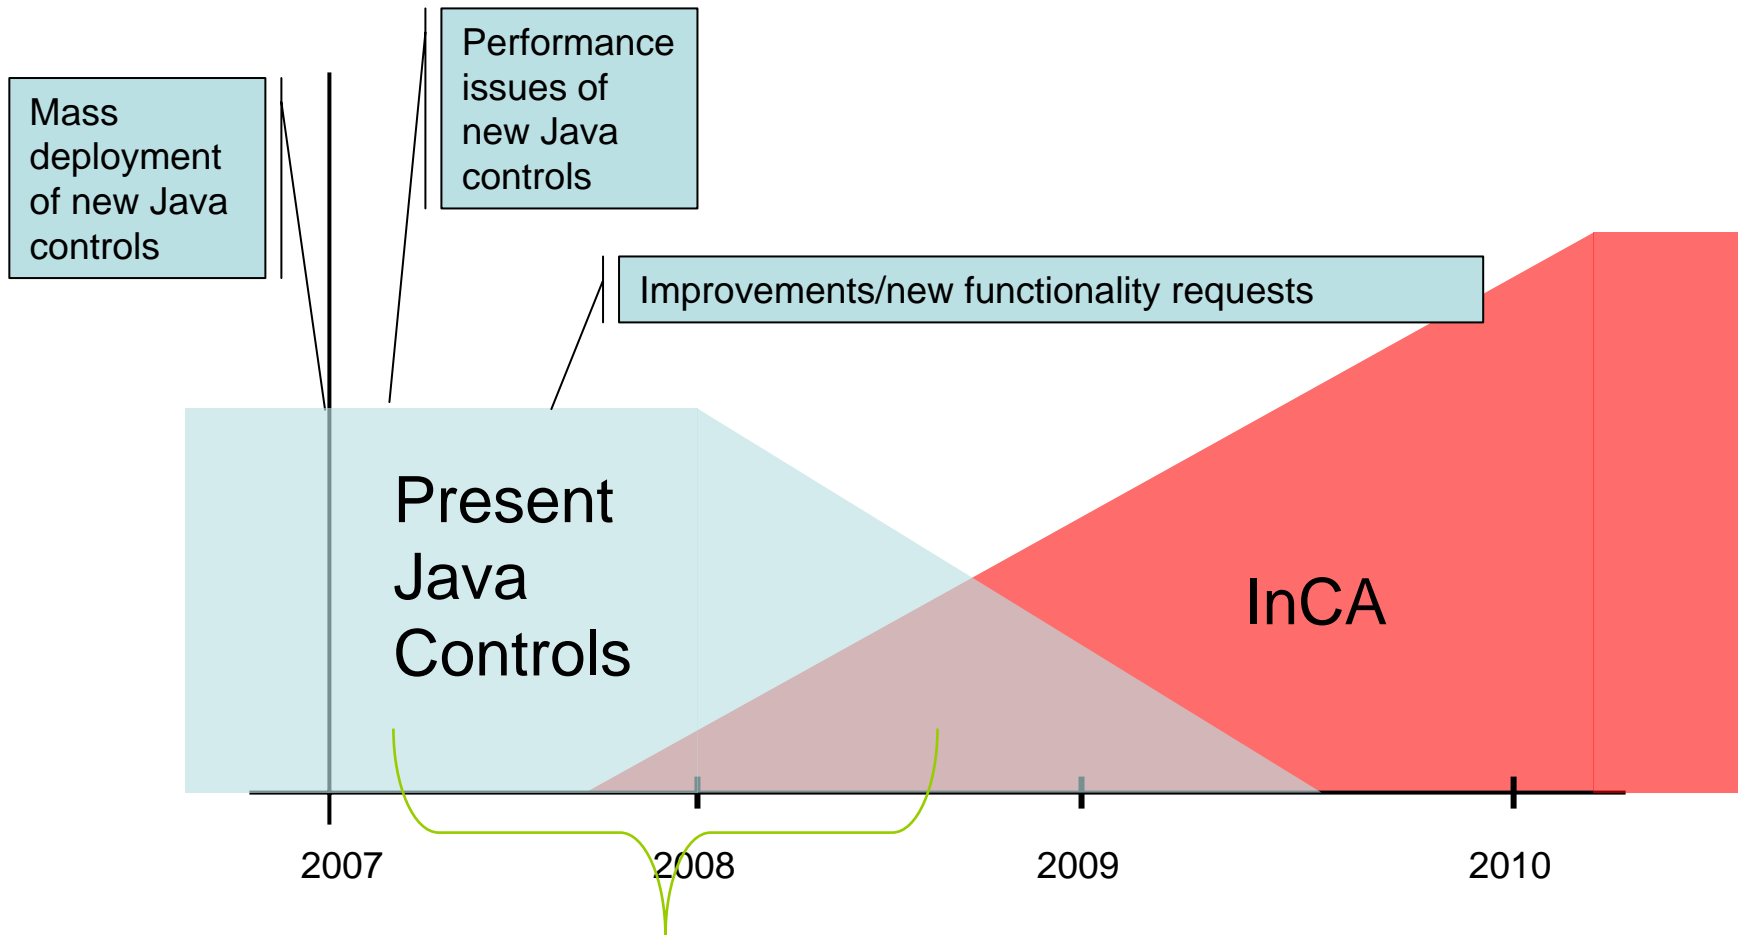 Performance
issues of
new Java
controls
Mass
deployment
of new Java
controls
Improvements/new functionality requests
Present
Java
Controls
InCA
2007
2008
2009
2010